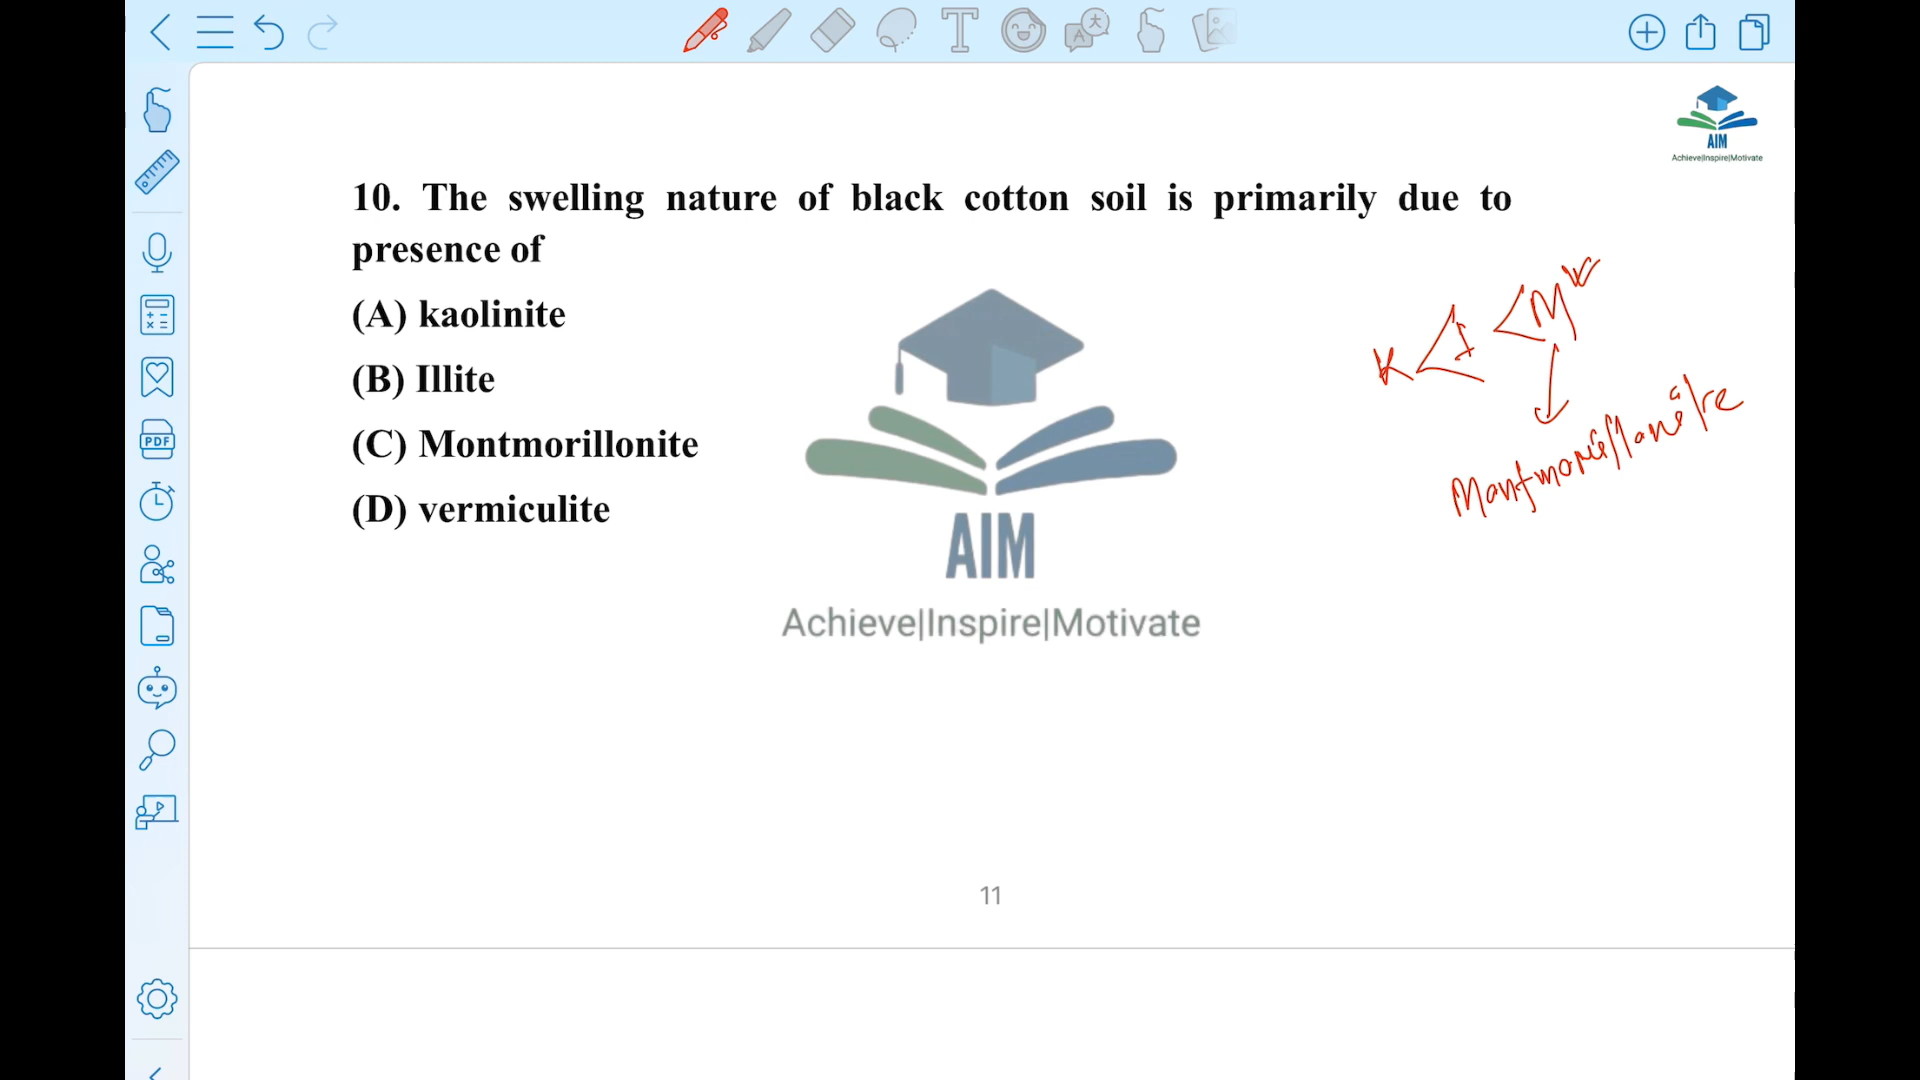 AIM
Achieve|Inspire|Motivate
10. The swelling nature of black cotton soil is primarily due to
presence of
(A) kaolinite
(B) Illite
(C) Montmorillonite
(D) vermiculite
K < I < M
Montmorillonite
AIM
Achieve|Inspire|Motivate
11
PDF